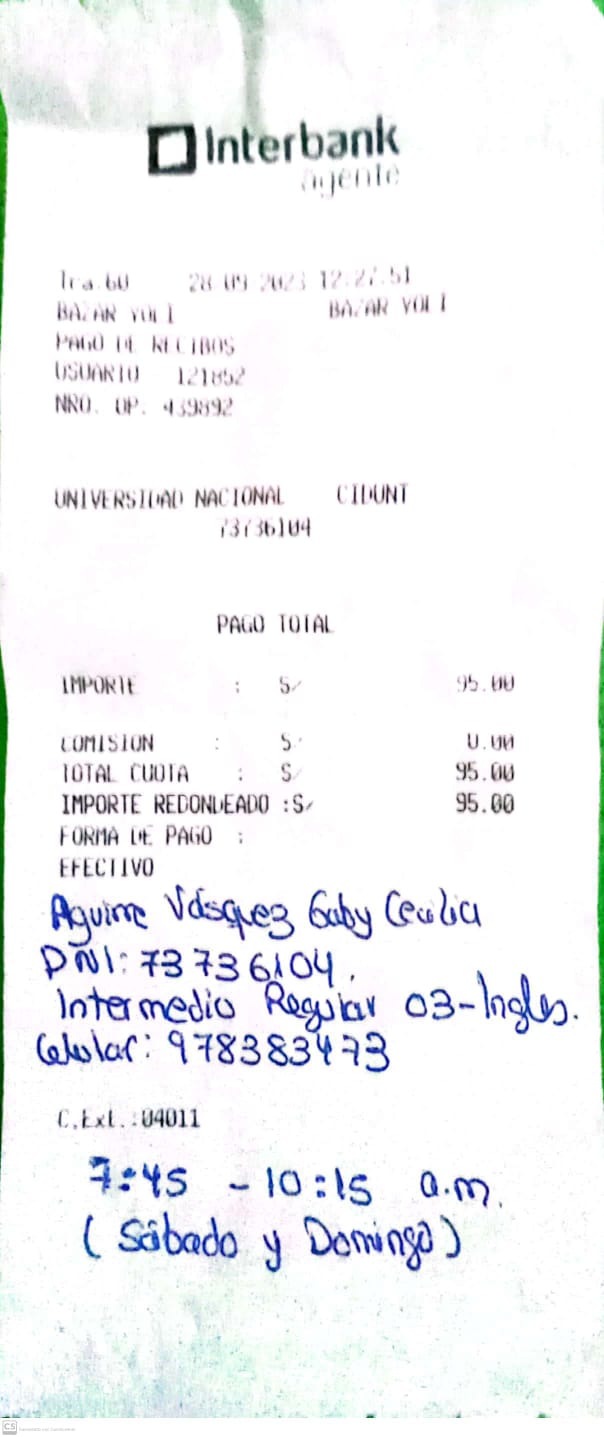 Interbank
agente
Tra.60 28-09-2023 12:27:51
BAZAR YOLI BAZAR YOLI
PAGO DE RECIBOS
USUARIO 121852
NRO. OP. 439892
UNIVERSIDAD NACIONAL CIDUNT
73736104
PAGO TOTAL
IMPORTE : S/ 95.00
COMISION : S/ 0.00
TOTAL CUOTA : S/ 95.00
IMPORTE REDONDEADO :S/ 95.00
FORMA DE PAGO :
EFECTIVO
Aguirre Vásquez Gaby Cecilia
DNI: 73736104.
Intermedio Regular 03-Ingles.
Celular: 978383473
C.Ext.:04011
7:45 - 10:15 a.m.
(Sábado y Domingo)
CS